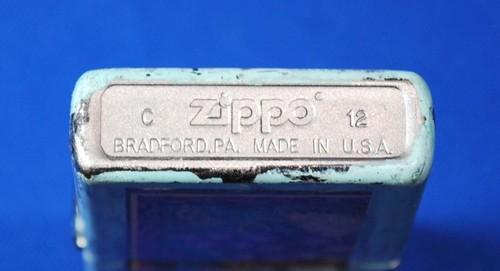 C Zippo® 12
BRADFORD,PA. MADE IN U.S.A.